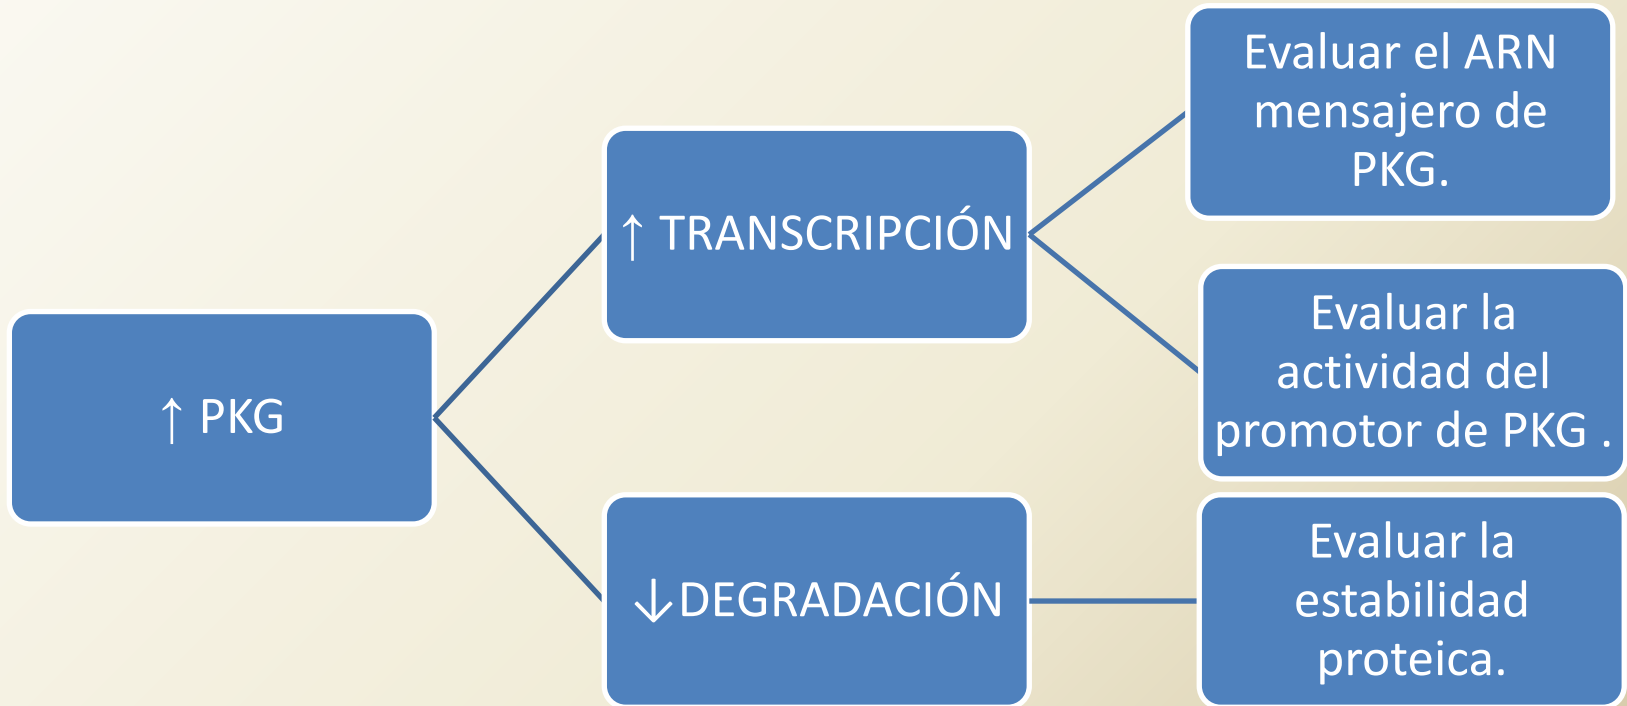 ↑ PKG
↑ TRANSCRIPCIÓN
↓DEGRADACIÓN
Evaluar el ARN
mensajero de
PKG.
Evaluar la
actividad del
promotor de PKG .
Evaluar la
estabilidad
proteica.